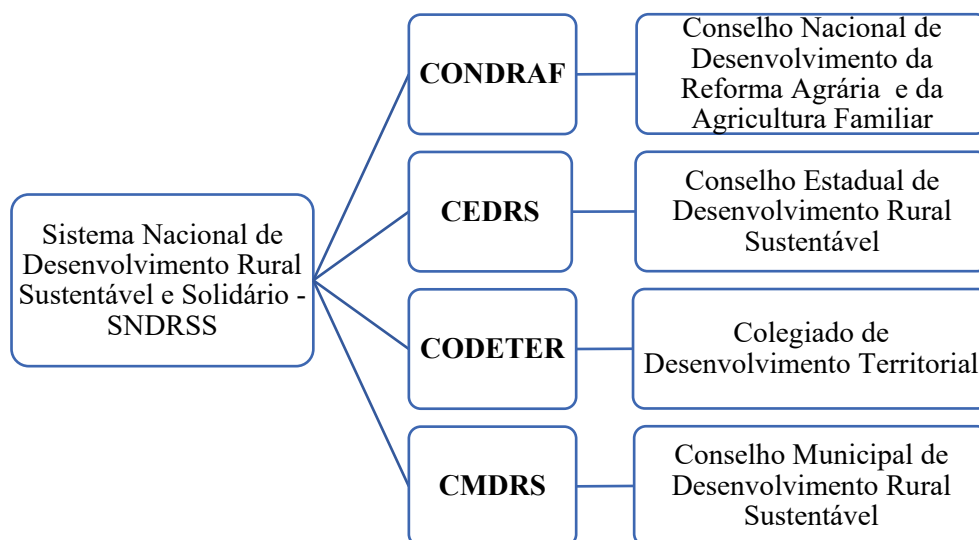 Sistema Nacional de
Desenvolvimento Rural
Sustentável e Solidário -
SNDRSS
CONDRAF
Conselho Nacional de
Desenvolvimento da
Reforma Agrária e da
Agricultura Familiar
CEDRS
Conselho Estadual de
Desenvolvimento Rural
Sustentável
CODETER
Colegiado de
Desenvolvimento Territorial
CMDRS
Conselho Municipal de
Desenvolvimento Rural
Sustentável